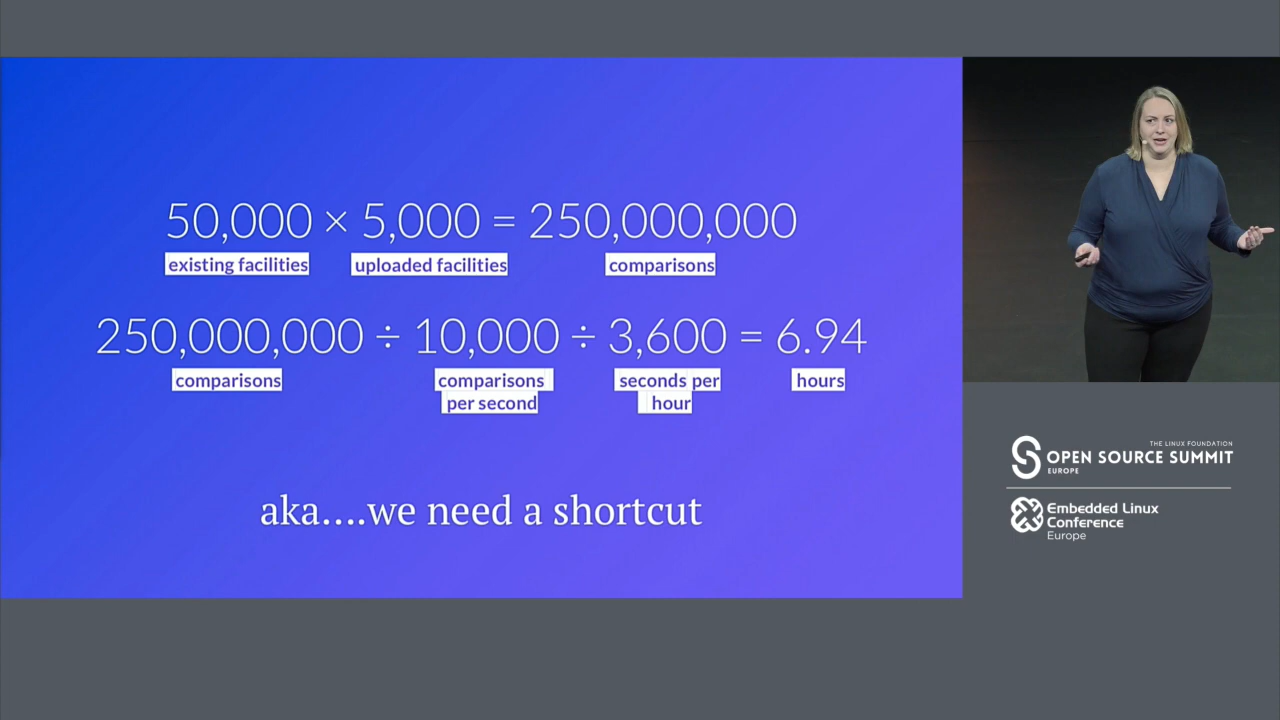 50,000 × 5,000 = 250,000,000
existing facilities uploaded facilities comparisons
250,000,000 ÷ 10,000 ÷ 3,600 = 6.94
comparisons comparisons seconds per hours
per second hour
aka....we need a shortcut
THE LINUX FOUNDATION
OPEN SOURCE SUMMIT
EUROPE
Embedded Linux
Conference
Europe